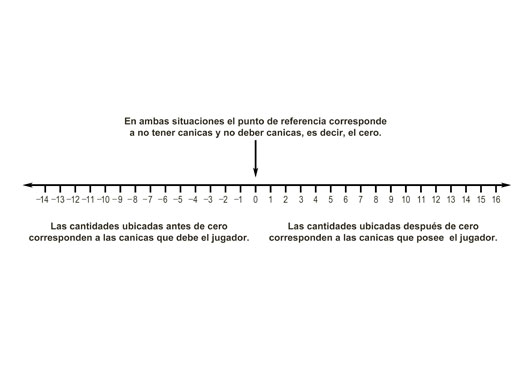 En ambas situaciones el punto de referencia corresponde
a no tener canicas y no deber canicas, es decir, el cero.
−14 −13 −12 −11 −10 −9 −8 −7 −6 −5 −4 −3 −2 −1 0 1 2 3 4 5 6 7 8 9 10 11 12 13 14 15 16
Las cantidades ubicadas antes de cero
corresponden a las canicas que debe el jugador.
Las cantidades ubicadas después de cero
corresponden a las canicas que posee el jugador.